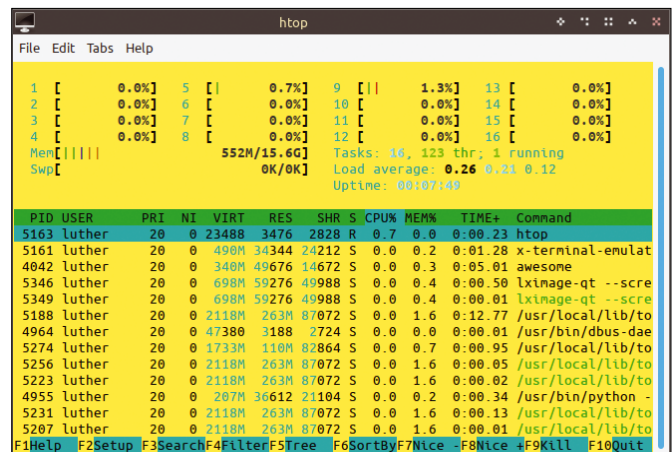 htop
File Edit Tabs Help
1 [ 0.0%] 5 [| 0.7%] 9 [|| 1.3%] 13 [ 0.0%]
2 [ 0.0%] 6 [ 0.0%] 10 [ 0.0%] 14 [ 0.0%]
3 [ 0.0%] 7 [ 0.0%] 11 [ 0.0%] 15 [ 0.0%]
4 [ 0.0%] 8 [ 0.0%] 12 [ 0.0%] 16 [ 0.0%]
Mem[||||| 552M/15.6G] Tasks: 16, 123 thr; 1 running
Swp[ 0K/0K] Load average: 0.26 0.21 0.12
Uptime: 00:07:49
PID USER PRI NI VIRT RES SHR S CPU% MEM% TIME+ Command
5163 luther 20 0 23488 3476 2828 R 0.7 0.0 0:00.23 htop
5161 luther 20 0 490M 34344 24212 S 0.0 0.2 0:01.28 x-terminal-emulat
4042 luther 20 0 340M 49676 14672 S 0.0 0.3 0:05.01 awesome
5346 luther 20 0 698M 59276 49988 S 0.0 0.4 0:00.50 lximage-qt --scre
5349 luther 20 0 698M 59276 49988 S 0.0 0.4 0:00.01 lximage-qt --scre
5188 luther 20 0 2118M 263M 87072 S 0.0 1.6 0:12.77 /usr/local/lib/to
4964 luther 20 0 47380 3188 2724 S 0.0 0.0 0:00.01 /usr/bin/dbus-dae
5274 luther 20 0 1733M 110M 82864 S 0.0 0.7 0:00.95 /usr/local/lib/to
5256 luther 20 0 2118M 263M 87072 S 0.0 1.6 0:00.05 /usr/local/lib/to
5223 luther 20 0 2118M 263M 87072 S 0.0 1.6 0:00.02 /usr/local/lib/to
4955 luther 20 0 207M 36612 21104 S 0.0 0.2 0:00.34 /usr/bin/python -
5231 luther 20 0 2118M 263M 87072 S 0.0 1.6 0:00.13 /usr/local/lib/to
5207 luther 20 0 2118M 263M 87072 S 0.0 1.6 0:00.01 /usr/local/lib/to
F1Help F2Setup F3SearchF4FilterF5Tree F6SortByF7Nice -F8Nice +F9Kill F10Quit